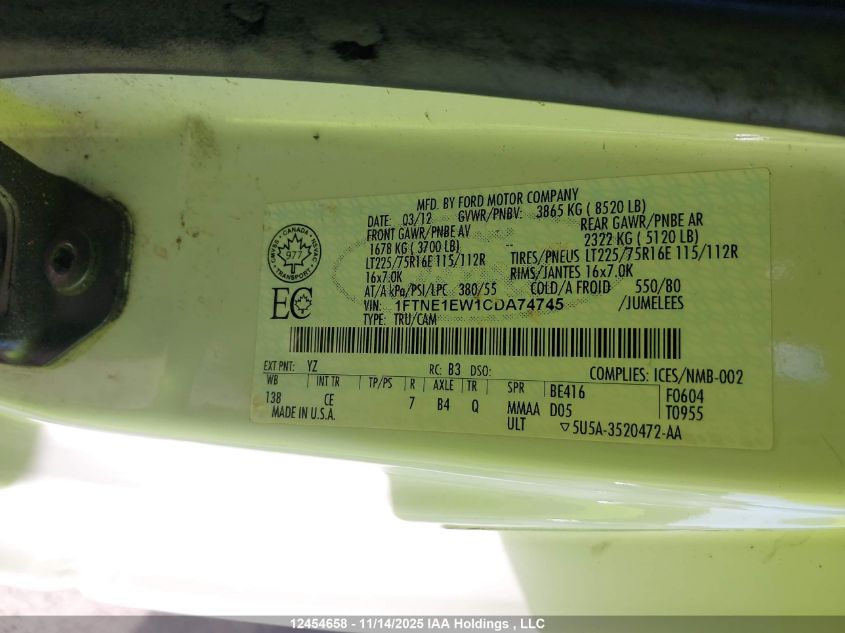 MFD. BY FORD MOTOR COMPANY
DATE: 03/12 GVWR/PNBV: 3865 KG ( 8520 LB)
FRONT GAWR/PNBE AV REAR GAWR/PNBE AR
1678 KG ( 3700 LB) -- 2322 KG ( 5120 LB)
LT225/75R16E 115/112R TIRES/PNEUS LT225/75R16E 115/112R
16x7.0K RIMS/JANTES 16x7.0K
AT/A kPa/PSI/LPC 380/55 COLD/A FROID 550/80
VIN: 1FTNE1EW1CDA74745 /JUMELEES
TYPE: TRU/CAM
CANADA
977
TRANSPORT
EC
EXT PNT: YZ RC: B3 DSO: COMPLIES: ICES/NMB-002
WB INT TR TP/PS R AXLE TR SPR BE416 F0604
138 CE 7 B4 Q MMAA D05 T0955
MADE IN U.S.A. ULT ▽5U5A-3520472-AA
12454658 - 11/14/2025 IAA Holdings , LLC